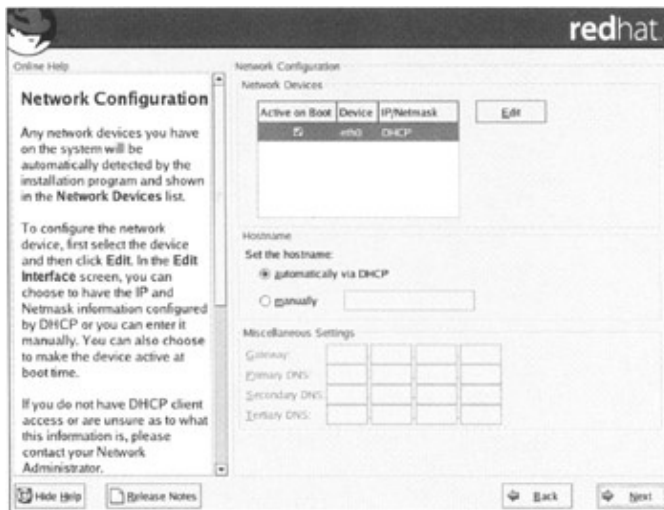 redhat.
Online Help
Network Configuration
Any network devices you have
on the system will be
automatically detected by the
installation program and shown
in the Network Devices list.
To configure the network
device, first select the device
and then click Edit. In the Edit
Interface screen, you can
choose to have the IP and
Netmask information configured
by DHCP or you can enter it
manually. You can also choose
to make the device active at
boot time.
If you do not have DHCP client
access or are unsure as to what
this information is, please
contact your Network
Administrator.
Network Configuration
Network Devices
Active on Boot Device IP/Netmask
eth0 DHCP
Edit
Hostname
Set the hostname:
automatically via DHCP
manually
Miscellaneous Settings
Gateway:
Primary DNS:
Secondary DNS:
Tertiary DNS:
Hide Help
Release Notes
Back
Next